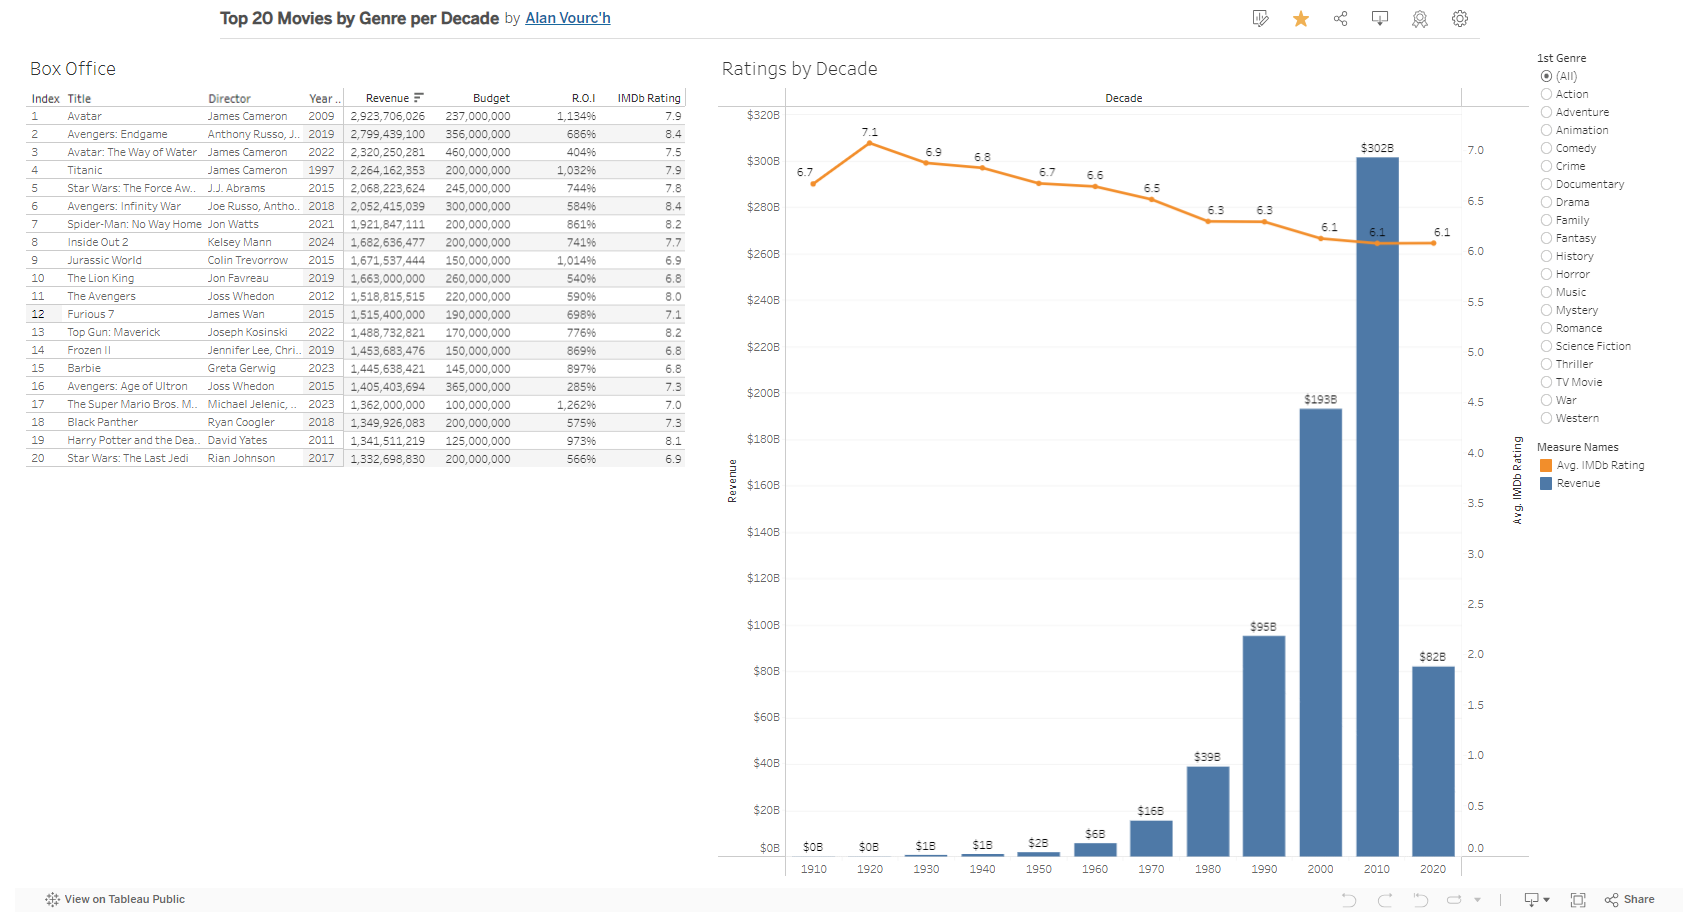 Top 20 Movies by Genre per Decade by Alan Vourc'h
Box Office
Index Title Director Year .. Revenue Budget R.O.I IMDb Rating
1 Avatar James Cameron 2009 2,923,706,026 237,000,000 1,134% 7.9
2 Avengers: Endgame Anthony Russo, J.. 2019 2,799,439,100 356,000,000 686% 8.4
3 Avatar: The Way of Water James Cameron 2022 2,320,250,281 460,000,000 404% 7.5
4 Titanic James Cameron 1997 2,264,162,353 200,000,000 1,032% 7.9
5 Star Wars: The Force Aw.. J.J. Abrams 2015 2,068,223,624 245,000,000 744% 7.8
6 Avengers: Infinity War Joe Russo, Antho.. 2018 2,052,415,039 300,000,000 584% 8.4
7 Spider-Man: No Way Home Jon Watts 2021 1,921,847,111 200,000,000 861% 8.2
8 Inside Out 2 Kelsey Mann 2024 1,682,636,477 200,000,000 741% 7.7
9 Jurassic World Colin Trevorrow 2015 1,671,537,444 150,000,000 1,014% 6.9
10 The Lion King Jon Favreau 2019 1,663,000,000 260,000,000 540% 6.8
11 The Avengers Joss Whedon 2012 1,518,815,515 220,000,000 590% 8.0
12 Furious 7 James Wan 2015 1,515,400,000 190,000,000 698% 7.1
13 Top Gun: Maverick Joseph Kosinski 2022 1,488,732,821 170,000,000 776% 8.2
14 Frozen II Jennifer Lee, Chri.. 2019 1,453,683,476 150,000,000 869% 6.8
15 Barbie Greta Gerwig 2023 1,445,638,421 145,000,000 897% 6.8
16 Avengers: Age of Ultron Joss Whedon 2015 1,405,403,694 365,000,000 285% 7.3
17 The Super Mario Bros. M.. Michael Jelenic, .. 2023 1,362,000,000 100,000,000 1,262% 7.0
18 Black Panther Ryan Coogler 2018 1,349,926,083 200,000,000 575% 7.3
19 Harry Potter and the Dea.. David Yates 2011 1,341,511,219 125,000,000 973% 8.1
20 Star Wars: The Last Jedi Rian Johnson 2017 1,332,698,830 200,000,000 566% 6.9
Ratings by Decade
Decade
$320B
$300B
$280B
$260B
$240B
$220B
$200B
$180B
$160B
$140B
$120B
$100B
$80B
$60B
$40B
$20B
$0B
Revenue
6.7 7.1 6.9 6.8 6.7 6.6 6.5 6.3 6.3 6.1 6.1 6.1
$0B $0B $1B $1B $2B $6B $16B $39B $95B $193B $302B $82B
1910 1920 1930 1940 1950 1960 1970 1980 1990 2000 2010 2020
7.0
6.5
6.0
5.5
5.0
4.5
4.0
3.5
3.0
2.5
2.0
1.5
1.0
0.5
0.0
Avg. IMDb Rating
1st Genre
(All)
Action
Adventure
Animation
Comedy
Crime
Documentary
Drama
Family
Fantasy
History
Horror
Music
Mystery
Romance
Science Fiction
Thriller
TV Movie
War
Western
Measure Names
Avg. IMDb Rating
Revenue
View on Tableau Public
Share